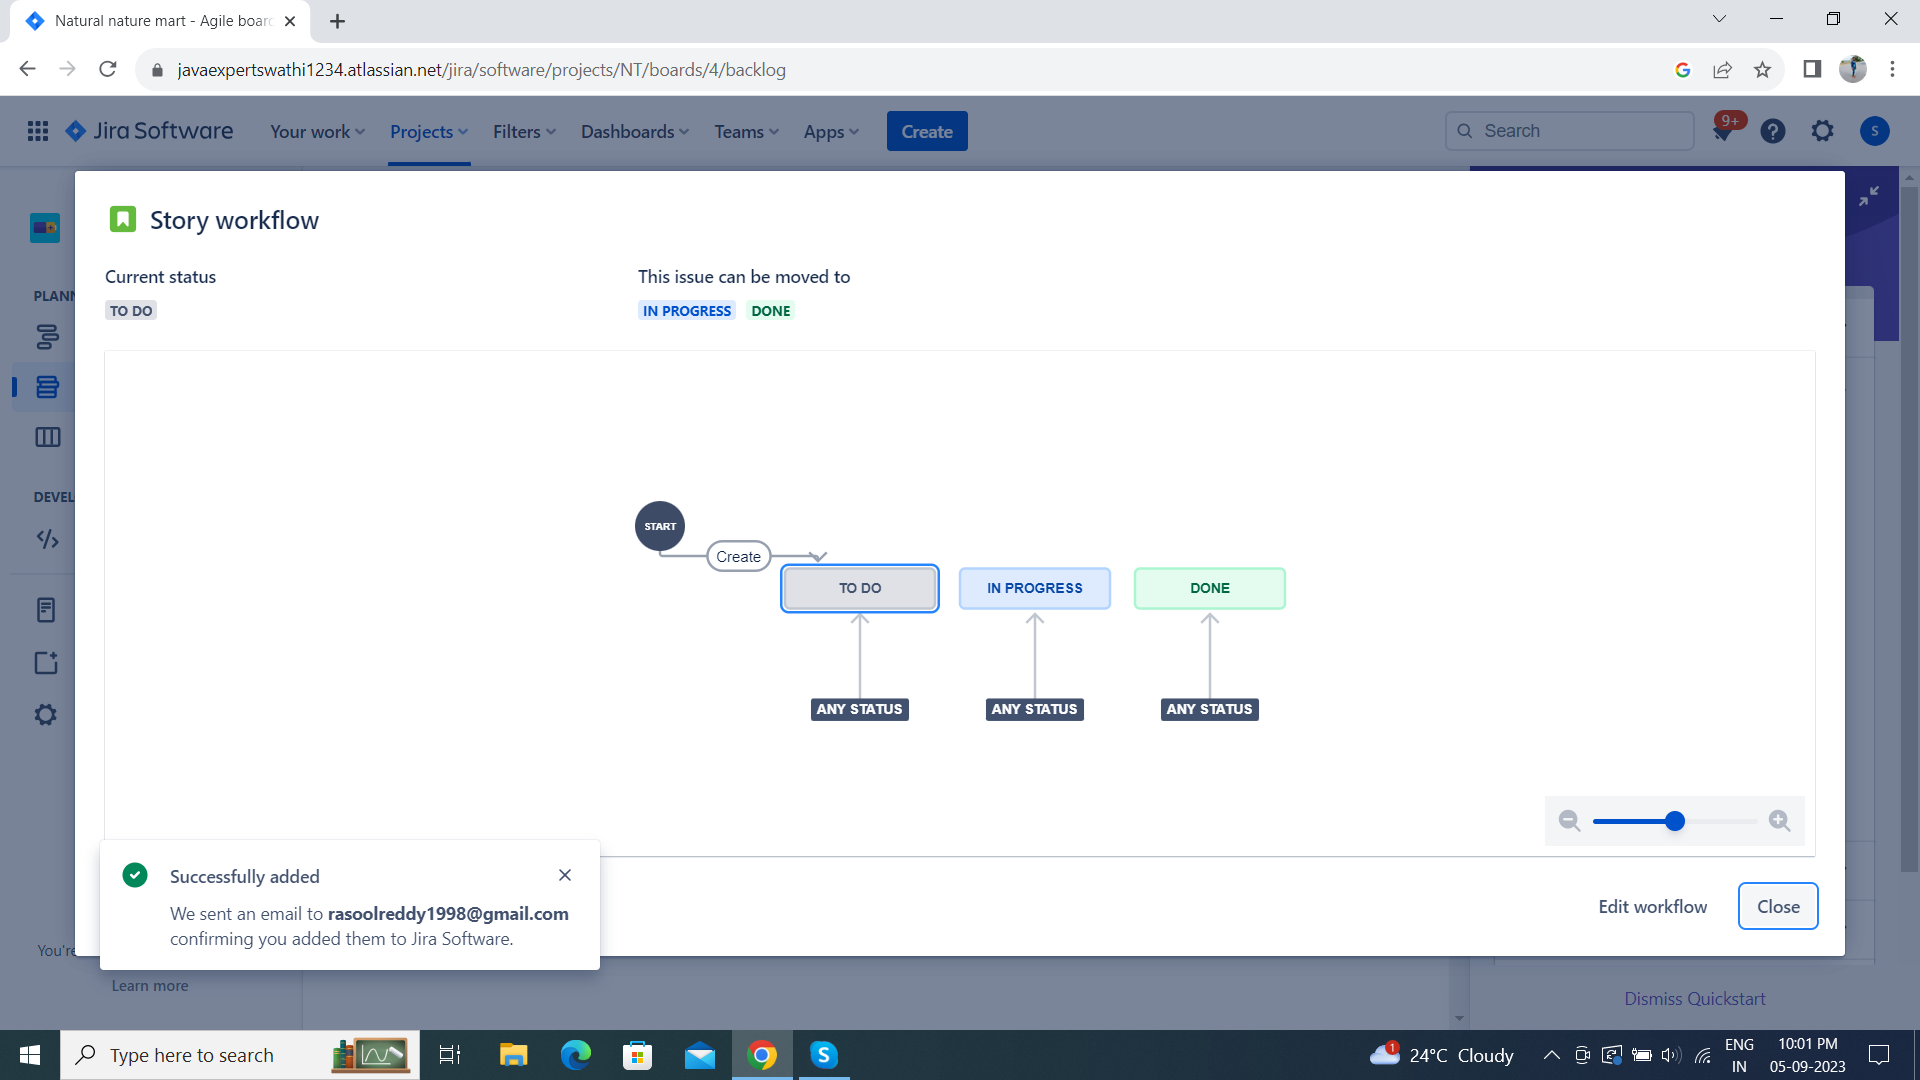 Natural nature mart - Agile boar
javaexpertswathi1234.atlassian.net/jira/software/projects/NT/boards/4/backlog
Jira Software
Your work
Projects
Filters
Dashboards
Teams
Apps
Create
Search
9+
S
Story workflow
Current status
This issue can be moved to
TO DO
IN PROGRESS
DONE
PLANN
DEVEL
START
Create
TO DO
IN PROGRESS
DONE
ANY STATUS
ANY STATUS
ANY STATUS
Successfully added
We sent an email to rasoolreddy1998@gmail.com
confirming you added them to Jira Software.
Edit workflow
Close
You're
Learn more
Dismiss Quickstart
Type here to search
S
1
24°C Cloudy
ENG
IN
10:01 PM
05-09-2023